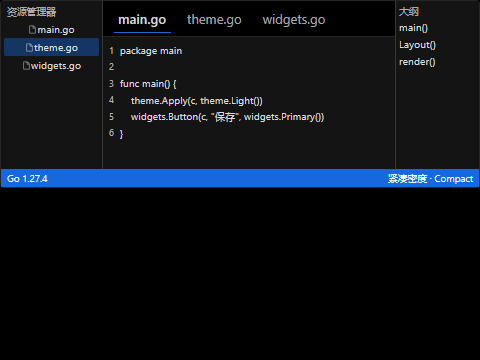 资源管理器
main.go
theme.go
widgets.go
main.go theme.go widgets.go
1 package main
2
3 func main() {
4 theme.Apply(c, theme.Light())
5 widgets.Button(c, "保存", widgets.Primary())
6 }
大纲
main()
Layout()
render()
Go 1.27.4 紧凑密度 · Compact